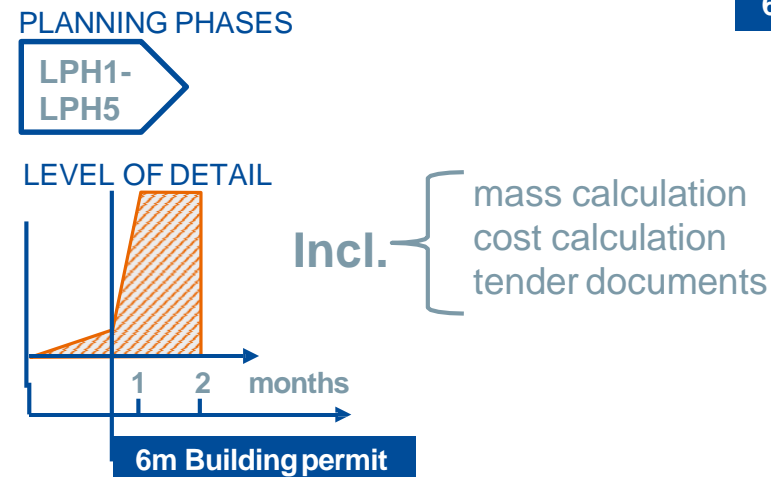 PLANNING PHASES
6
LPH1-
LPH5
LEVEL OF DETAIL
Incl.
mass calculation
cost calculation
tender documents
1 2 months
6m Building permit